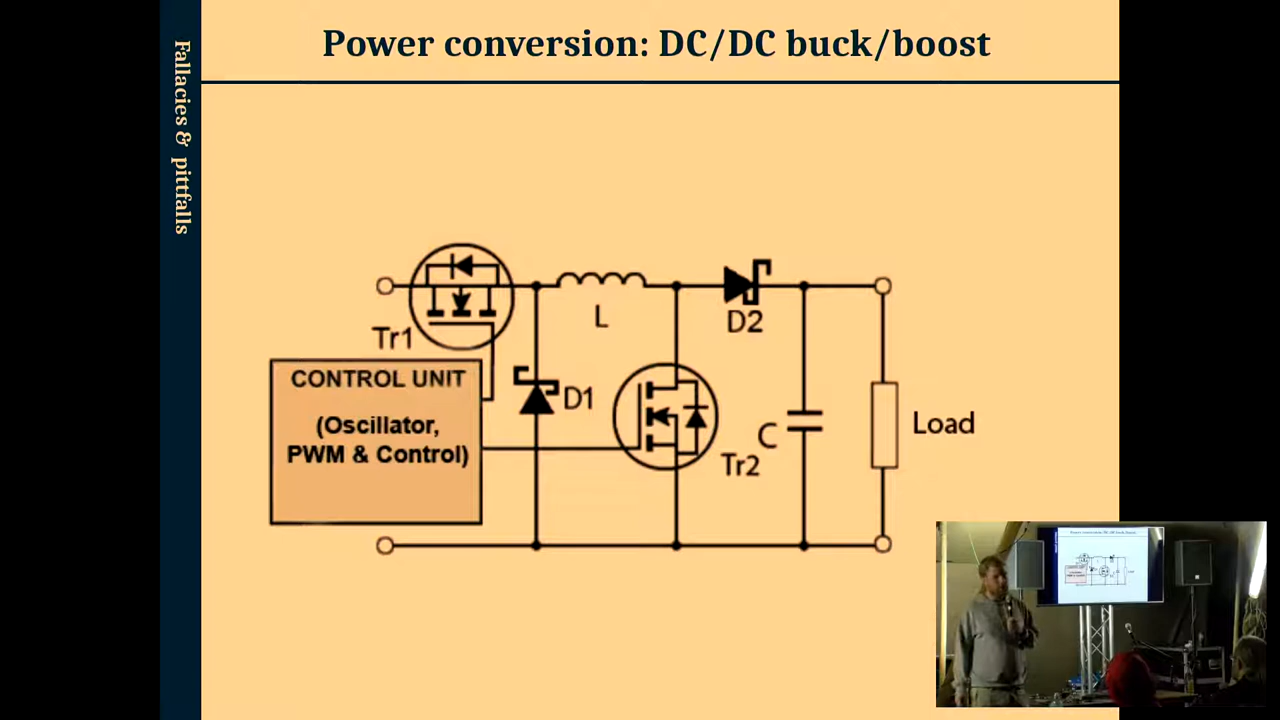 Power conversion: DC/DC buck/boost
Fallacies & pittfalls
Tr1
L
D2
CONTROL UNIT
(Oscillator,
PWM & Control)
D1
C
Tr2
Load